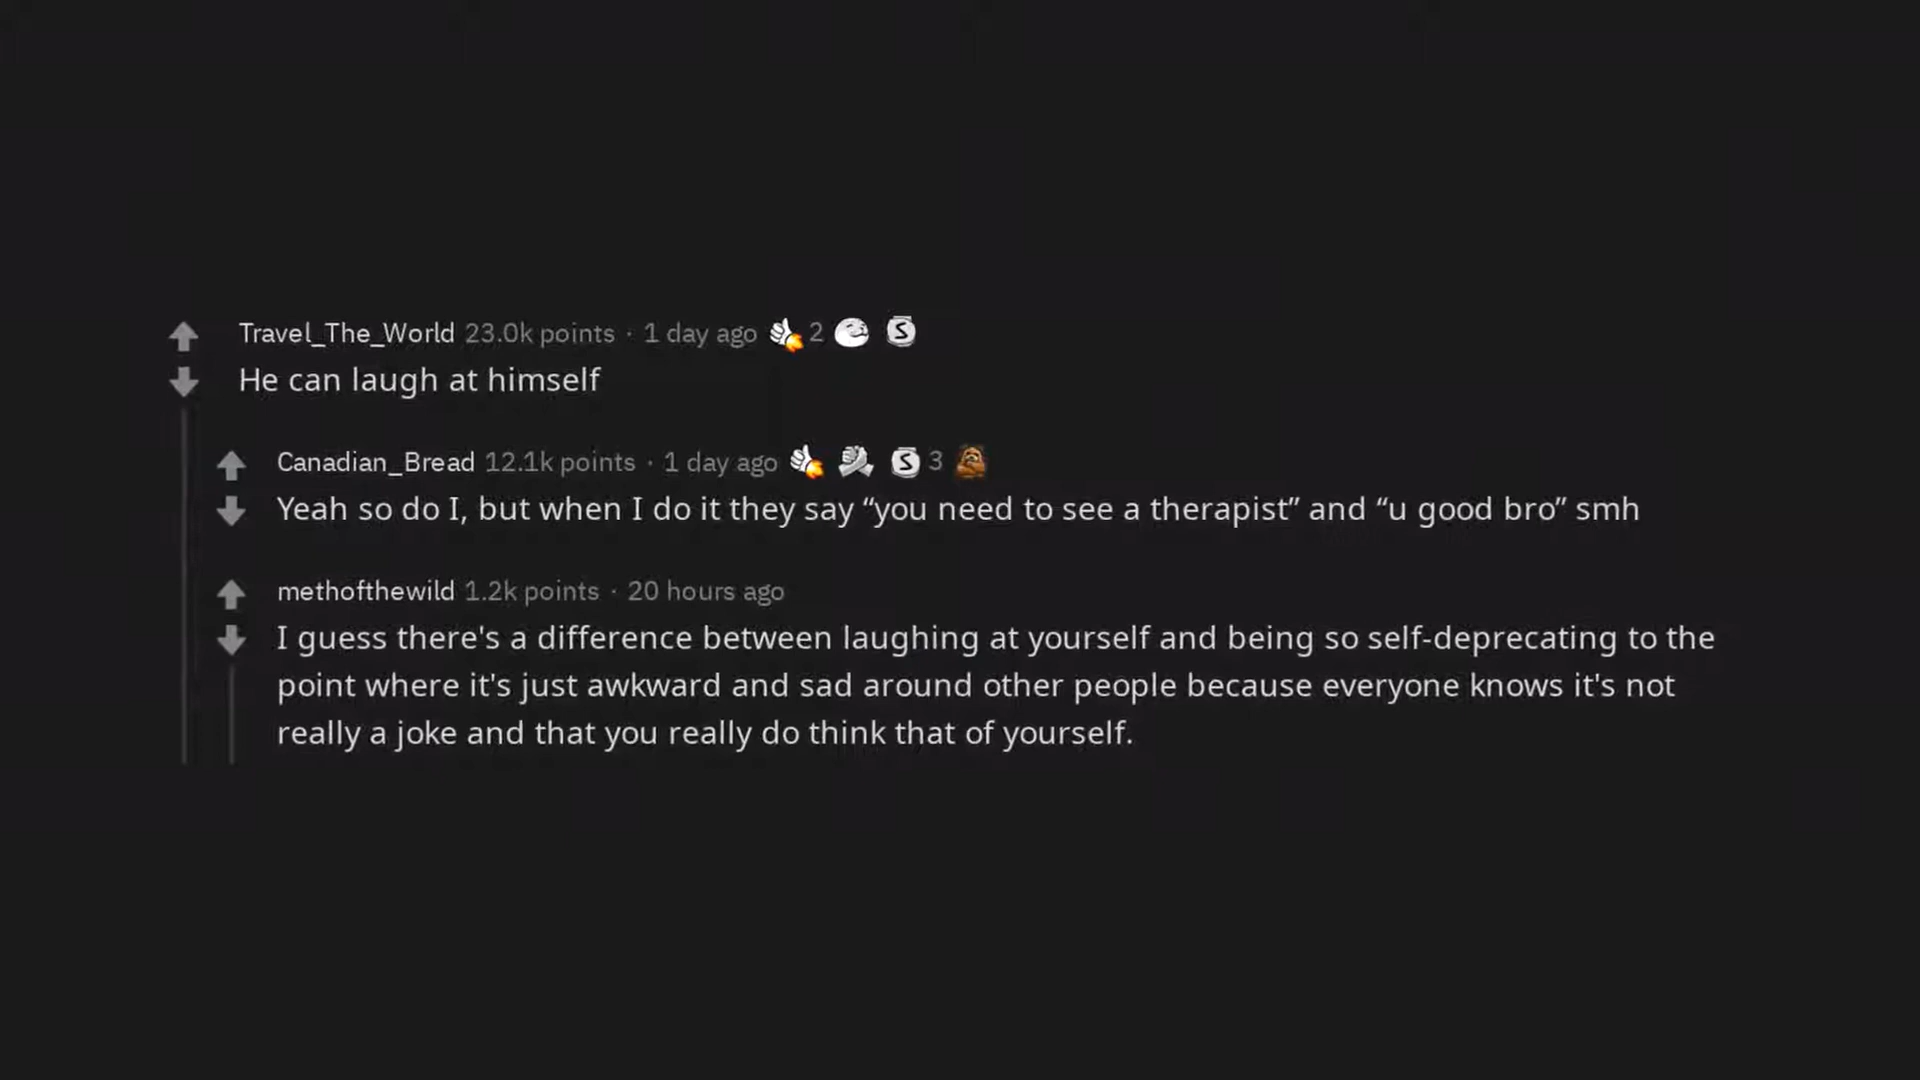 Travel_The_World 23.0k points · 1 day ago 2 S
He can laugh at himself
Canadian_Bread 12.1k points · 1 day ago S 3
Yeah so do I, but when I do it they say “you need to see a therapist” and “u good bro” smh
methofthewild 1.2k points · 20 hours ago
I guess there's a difference between laughing at yourself and being so self-deprecating to the
point where it's just awkward and sad around other people because everyone knows it's not
really a joke and that you really do think that of yourself.